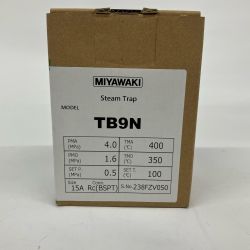 MIYAWAKI
Steam Trap
MODEL
TB9N
PMA (MPa) 4.0 TMA (℃) 400
PMO (MPa) 1.6 TMO (℃) 350
SET P. (MPa) 0.5 SET T. (℃) 100
Size 15A Conn. Rc(BSPT) S.No. 238FZV050